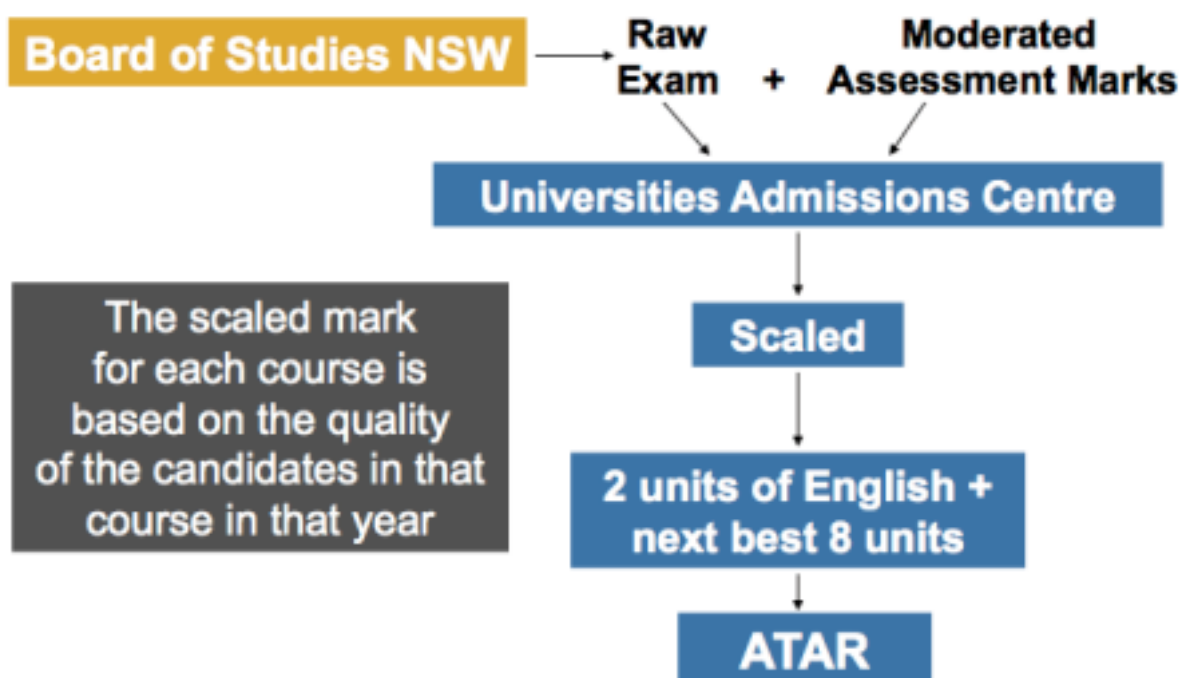 Board of Studies NSW
Raw
Exam
+
Moderated
Assessment Marks
Universities Admissions Centre
Scaled
The scaled mark
for each course is
based on the quality
of the candidates in that
course in that year
2 units of English +
next best 8 units
ATAR